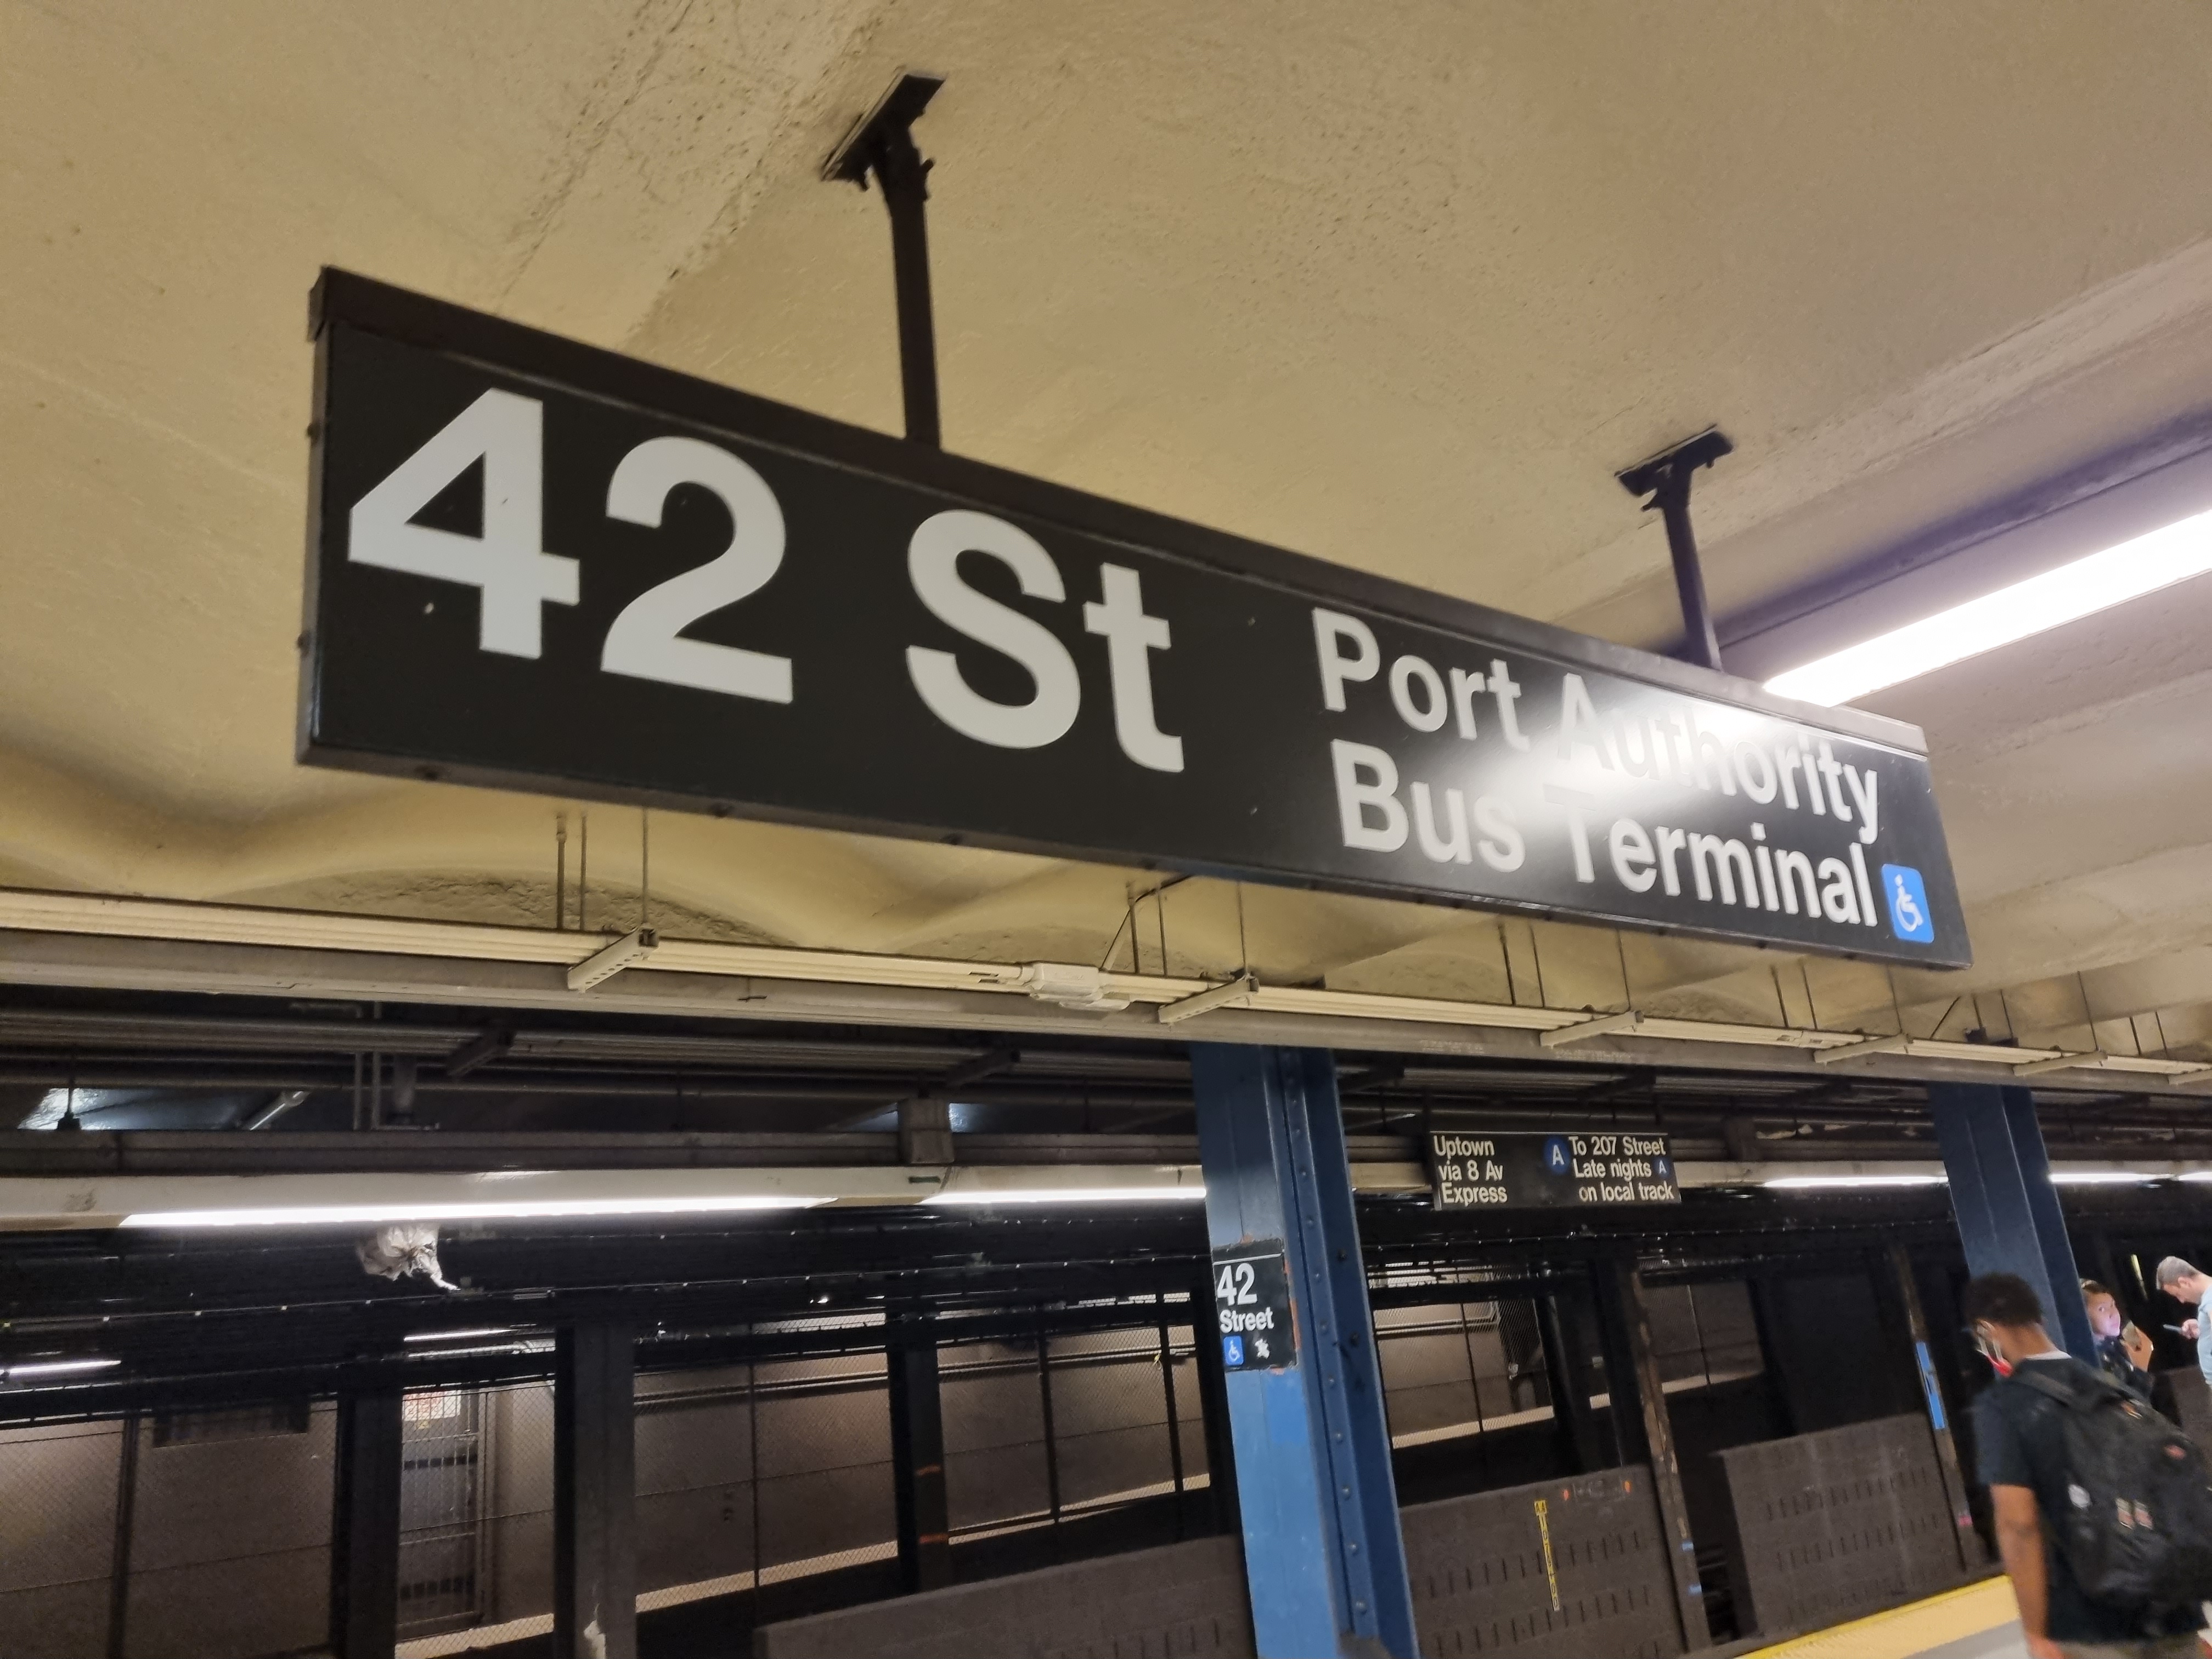 42 St
Port Authority
Bus Terminal
Uptown
via 8 Av
Express
A To 207 Street
Late nights A
on local track
42
Street